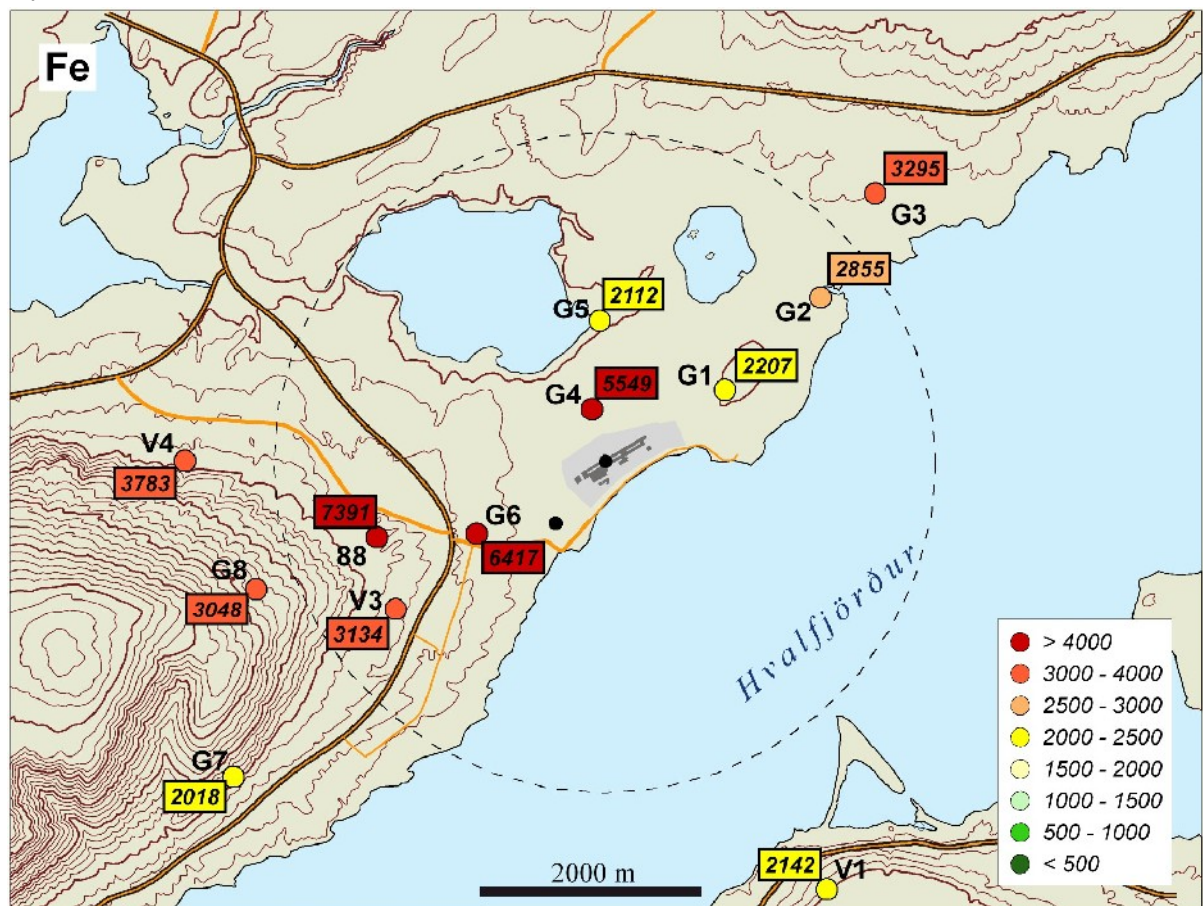 Fe
3295
G3
2855
G2
G5
2112
G1
2207
G4
5549
V4
3783
7391
88
G6
6417
G8
3048
V3
3134
Hvalfjörður
G7
2018
2142
V1
2000 m
> 4000
3000 - 4000
2500 - 3000
2000 - 2500
1500 - 2000
1000 - 1500
500 - 1000
< 500